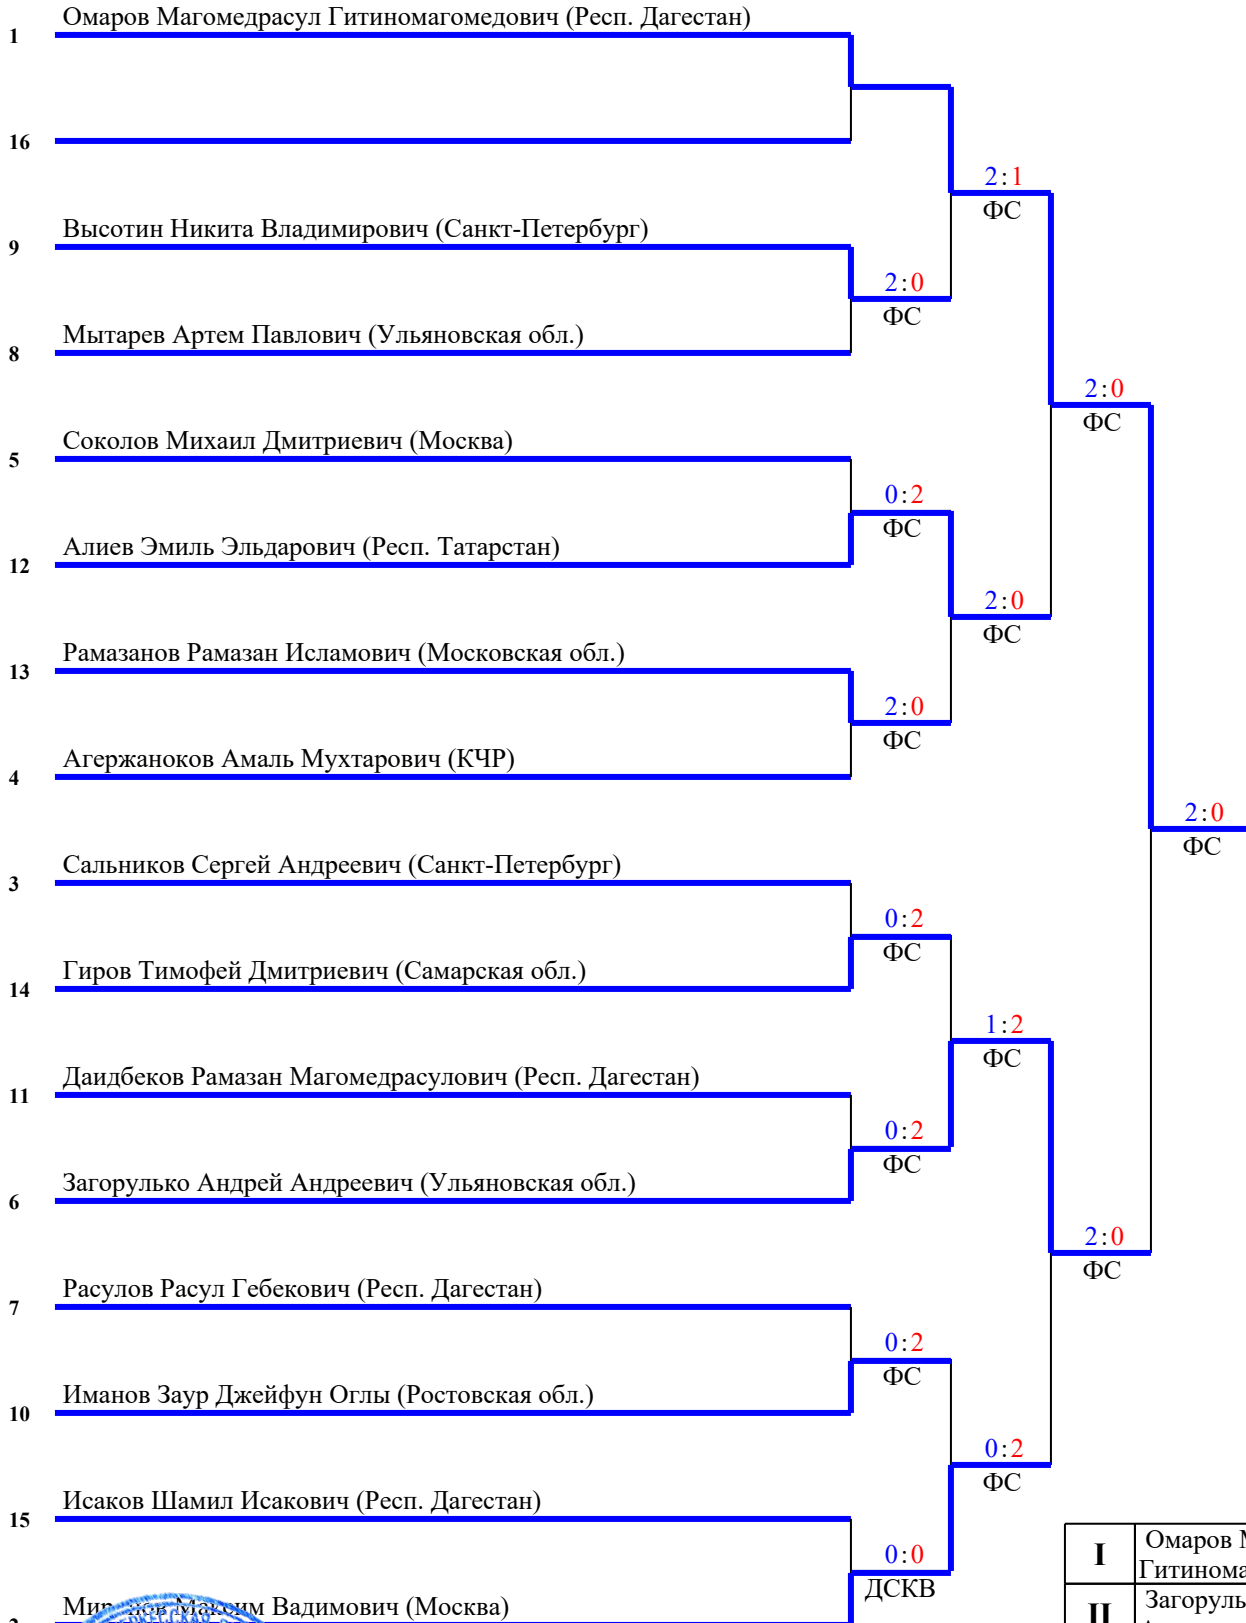 Омаров Магомедрасул Гитиномагомедович (Респ. Дагестан)
1
16
2:1
ФС
Высотин Никита Владимирович (Санкт-Петербург)
9
2:0
ФС
Мытарев Артем Павлович (Ульяновская обл.)
8
2:0
ФС
Соколов Михаил Дмитриевич (Москва)
5
0:2
ФС
Алиев Эмиль Эльдарович (Респ. Татарстан)
12
2:0
ФС
Рамазанов Рамазан Исламович (Московская обл.)
13
2:0
ФС
Агержаноков Амаль Мухтарович (КЧР)
4
2:0
ФС
Сальников Сергей Андреевич (Санкт-Петербург)
3
0:2
ФС
Гиров Тимофей Дмитриевич (Самарская обл.)
14
1:2
ФС
Даидбеков Рамазан Магомедрасулович (Респ. Дагестан)
11
0:2
ФС
Загорулько Андрей Андреевич (Ульяновская обл.)
6
2:0
ФС
Расулов Расул Гебекович (Респ. Дагестан)
7
0:2
ФС
Иманов Заур Джейфун Оглы (Ростовская обл.)
10
0:2
ФС
Исаков Шамил Исакович (Респ. Дагестан)
15
0:0
ДСКВ
I Омаров
Гитинома
Максим Вадимович (Москва)
II Загоруль